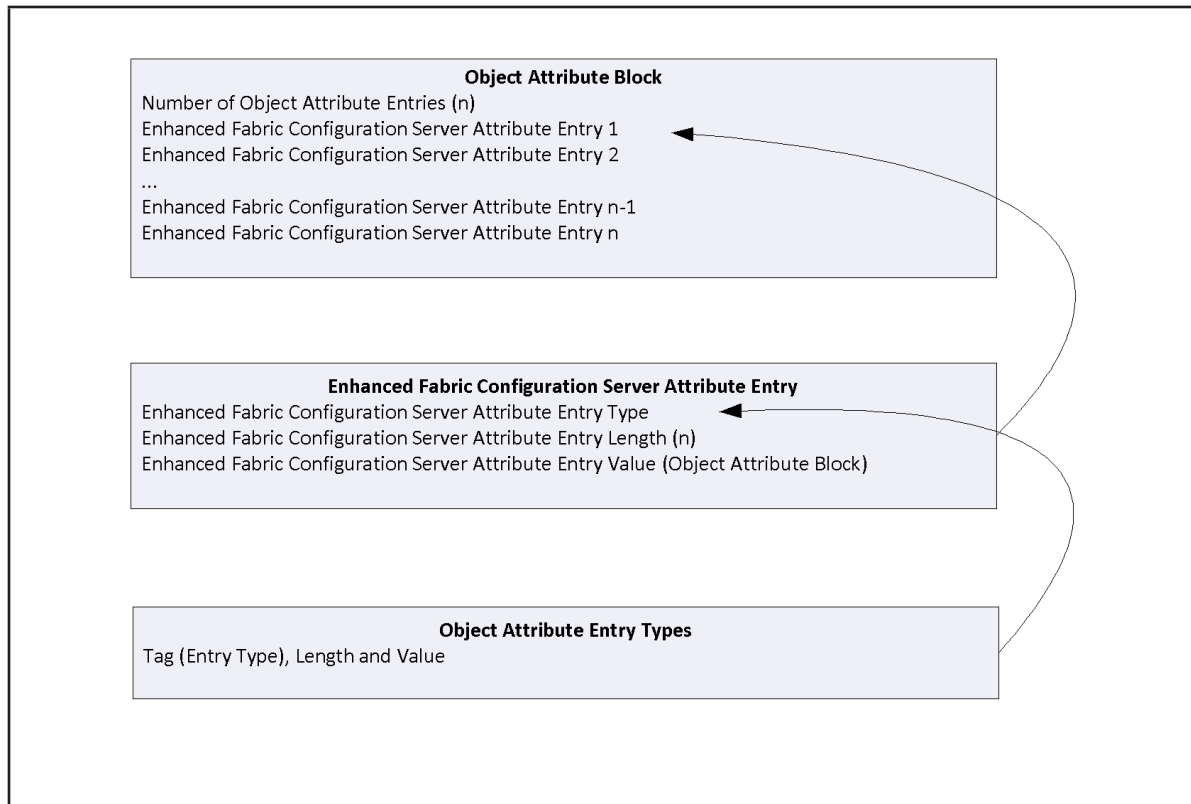 Object Attribute Block
Number of Object Attribute Entries (n)
Enhanced Fabric Configuration Server Attribute Entry 1
Enhanced Fabric Configuration Server Attribute Entry 2
...
Enhanced Fabric Configuration Server Attribute Entry n-1
Enhanced Fabric Configuration Server Attribute Entry n
Enhanced Fabric Configuration Server Attribute Entry
Enhanced Fabric Configuration Server Attribute Entry Type
Enhanced Fabric Configuration Server Attribute Entry Length (n)
Enhanced Fabric Configuration Server Attribute Entry Value (Object Attribute Block)
Object Attribute Entry Types
Tag (Entry Type), Length and Value